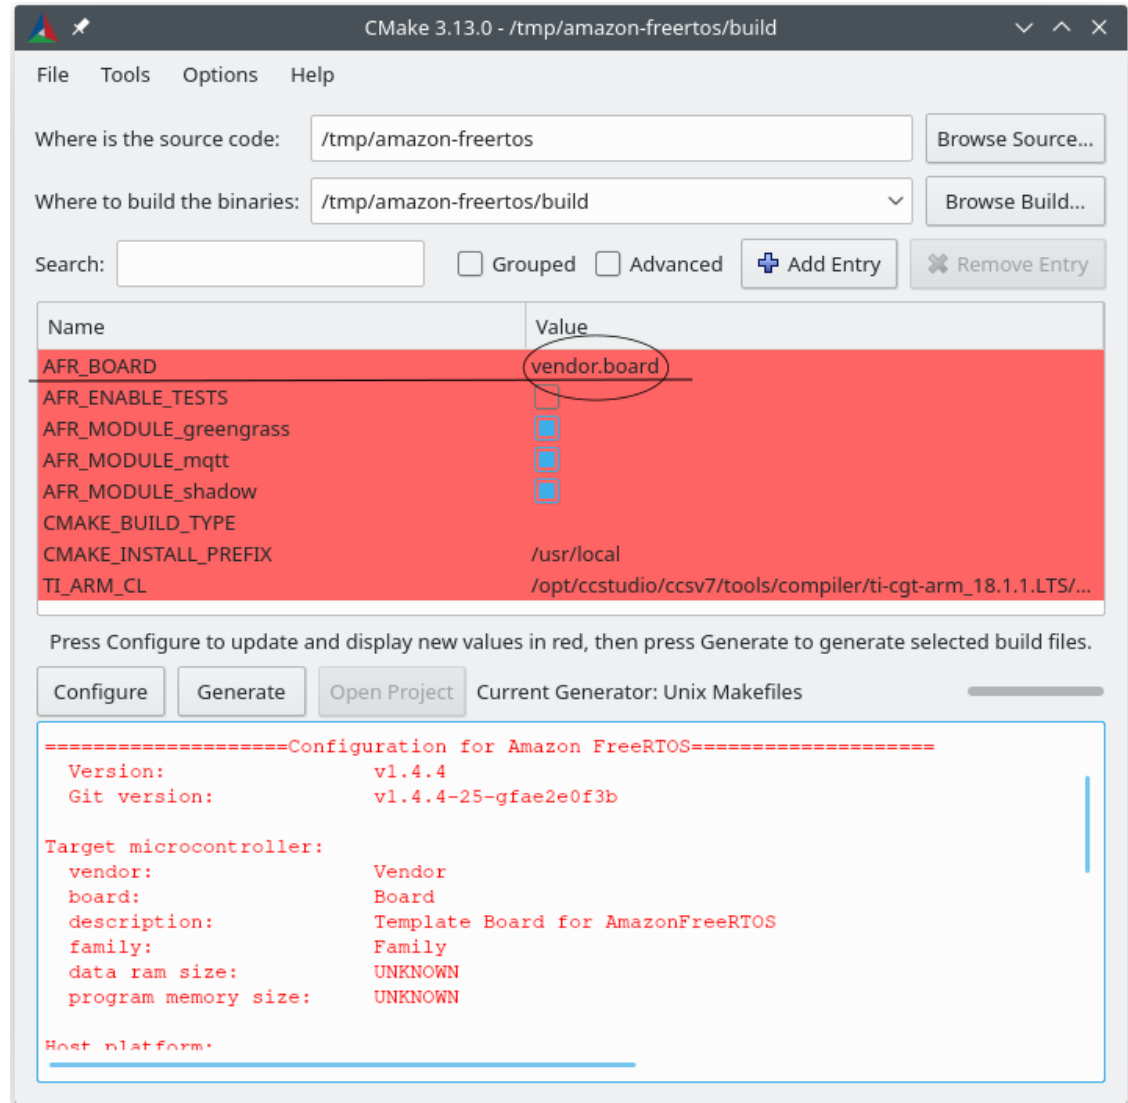 CMake 3.13.0 - /tmp/amazon-freertos/build
File Tools Options Help
Where is the source code: /tmp/amazon-freertos Browse Source...
Where to build the binaries: /tmp/amazon-freertos/build Browse Build...
Search: Grouped Advanced Add Entry Remove Entry
Name Value
AFR_BOARD vendor.board
AFR_ENABLE_TESTS
AFR_MODULE_greengrass
AFR_MODULE_mqtt
AFR_MODULE_shadow
CMAKE_BUILD_TYPE
CMAKE_INSTALL_PREFIX /usr/local
TI_ARM_CL /opt/ccstudio/ccsv7/tools/compiler/ti-cgt-arm_18.1.1.LTS/...
Press Configure to update and display new values in red, then press Generate to generate selected build files.
Configure Generate Open Project Current Generator: Unix Makefiles
====================Configuration for Amazon FreeRTOS====================
Version: v1.4.4
Git version: v1.4.4-25-gfae2e0f3b
Target microcontroller:
vendor: Vendor
board: Board
description: Template Board for AmazonFreeRTOS
family: Family
data ram size: UNKNOWN
program memory size: UNKNOWN
Host platform: